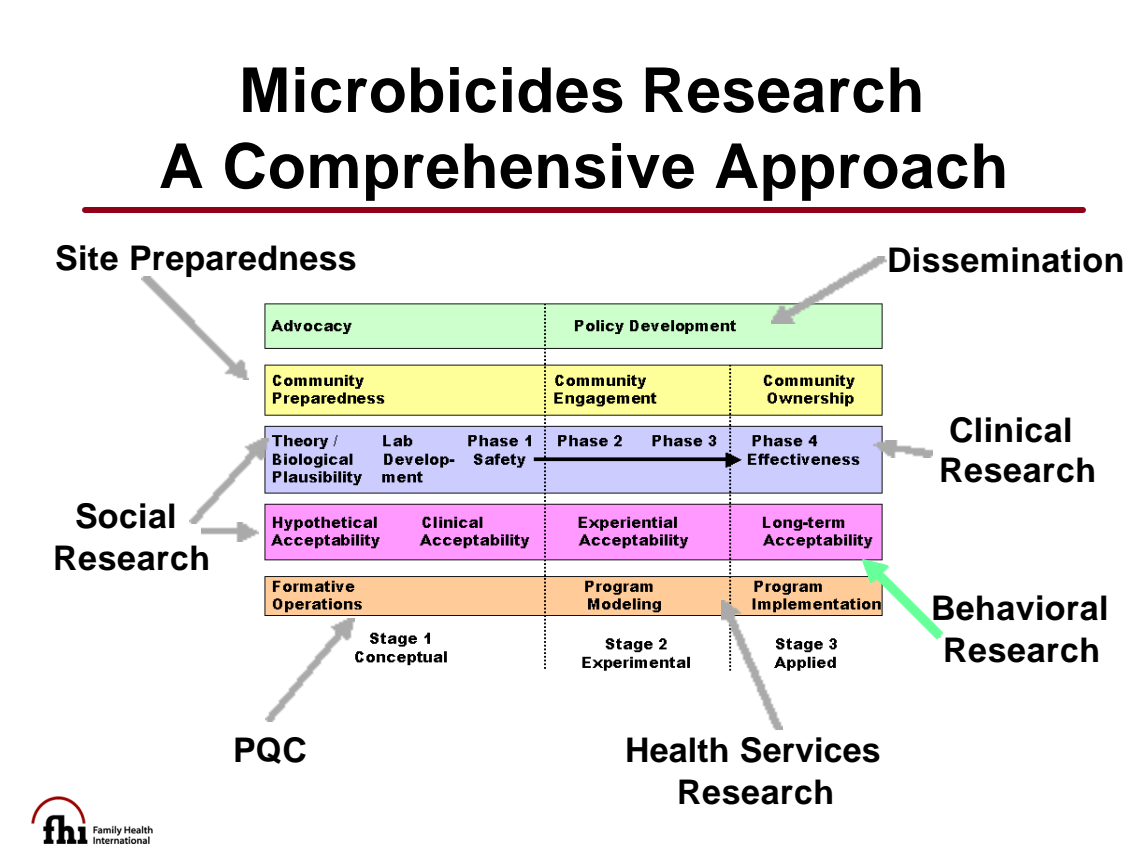 Microbicides Research
A Comprehensive Approach
Site Preparedness
Dissemination
Advocacy
Policy Development
Community
Preparedness
Community
Engagement
Community
Ownership
Theory /
Biological
Plausibility
Lab
Develop-
ment
Phase 1
Safety
Phase 2
Phase 3
Phase 4
Effectiveness
Clinical
Research
Social
Research
Hypothetical
Acceptability
Clinical
Acceptability
Experiential
Acceptability
Long-term
Acceptability
Formative
Operations
Program
Modeling
Program
Implementation
Behavioral
Research
Stage 1
Conceptual
Stage 2
Experimental
Stage 3
Applied
PQC
Health Services
Research
fhi
Family Health
International